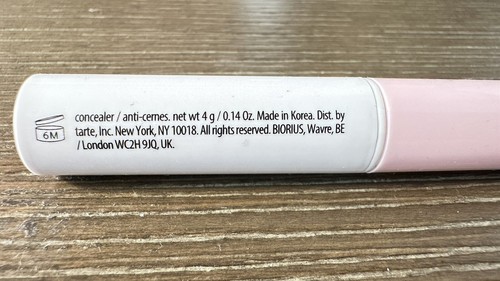 concealer / anti-cernes. net wt 4 g / 0.14 Oz. Made in Korea. Dist. by
tarte, Inc. New York, NY 10018. All rights reserved. BIORIUS, Wavre, BE
/ London WC2H 9JQ, UK.
6M